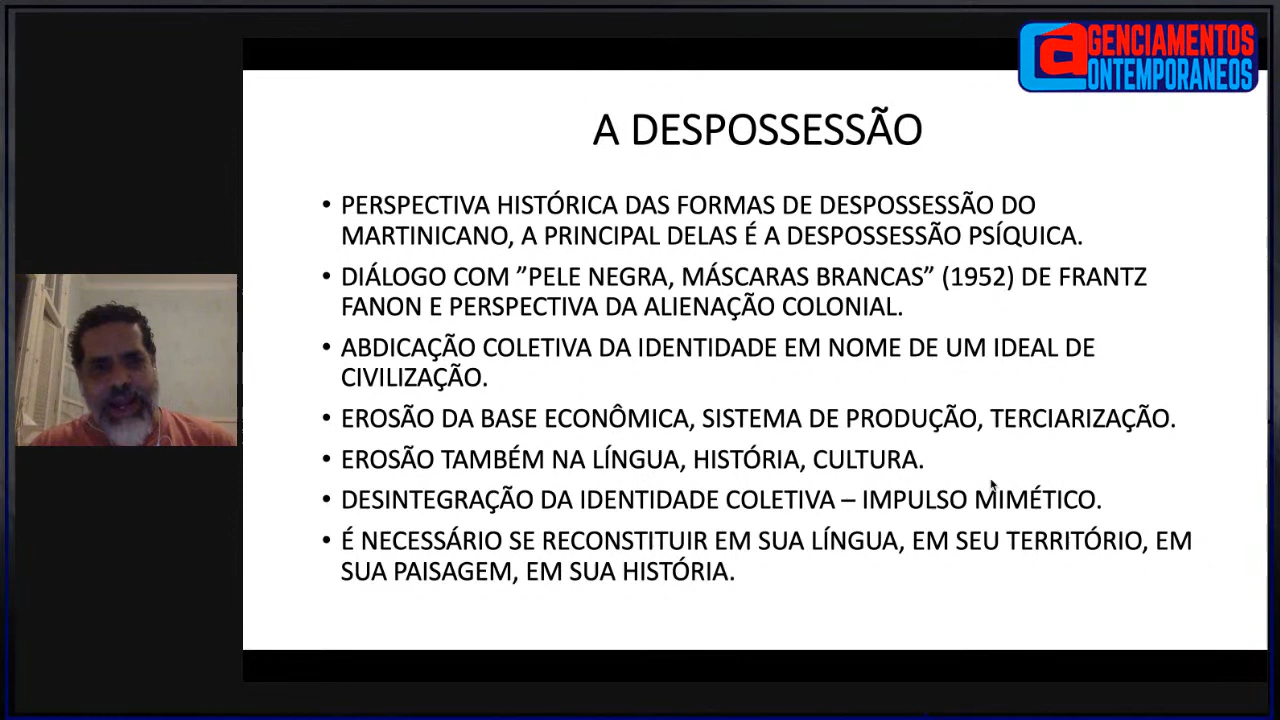 AGENCIAMENTOS
CONTEMPORANEOS
A DESPOSSESSÃO
• PERSPECTIVA HISTÓRICA DAS FORMAS DE DESPOSSESSÃO DO
MARTINICANO, A PRINCIPAL DELAS É A DESPOSSESSÃO PSÍQUICA.
• DIÁLOGO COM ”PELE NEGRA, MÁSCARAS BRANCAS” (1952) DE FRANTZ
FANON E PERSPECTIVA DA ALIENAÇÃO COLONIAL.
• ABDICAÇÃO COLETIVA DA IDENTIDADE EM NOME DE UM IDEAL DE
CIVILIZAÇÃO.
• EROSÃO DA BASE ECONÔMICA, SISTEMA DE PRODUÇÃO, TERCIARIZAÇÃO.
• EROSÃO TAMBÉM NA LÍNGUA, HISTÓRIA, CULTURA.
• DESINTEGRAÇÃO DA IDENTIDADE COLETIVA – IMPULSO MIMÉTICO.
• É NECESSÁRIO SE RECONSTITUIR EM SUA LÍNGUA, EM SEU TERRITÓRIO, EM
SUA PAISAGEM, EM SUA HISTÓRIA.